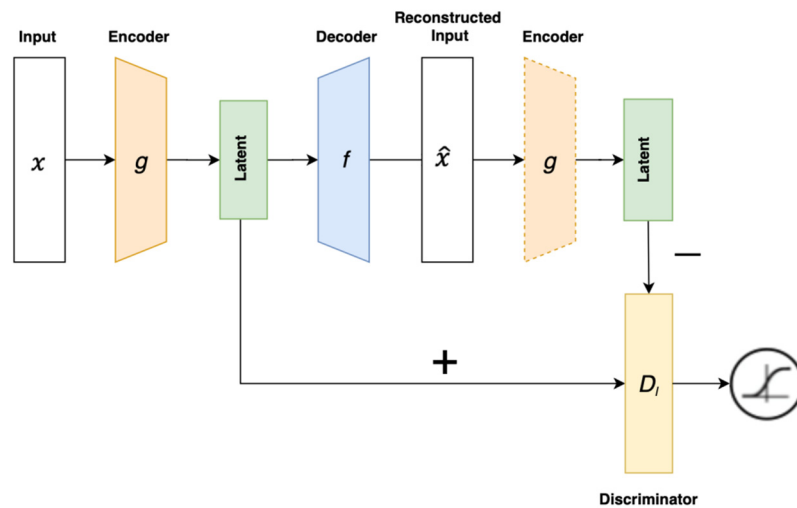 Input
Encoder
Decoder
Reconstructed
Input
Encoder
x
g
Latent
f
x̂
g
Latent
−
+
D_l
Discriminator